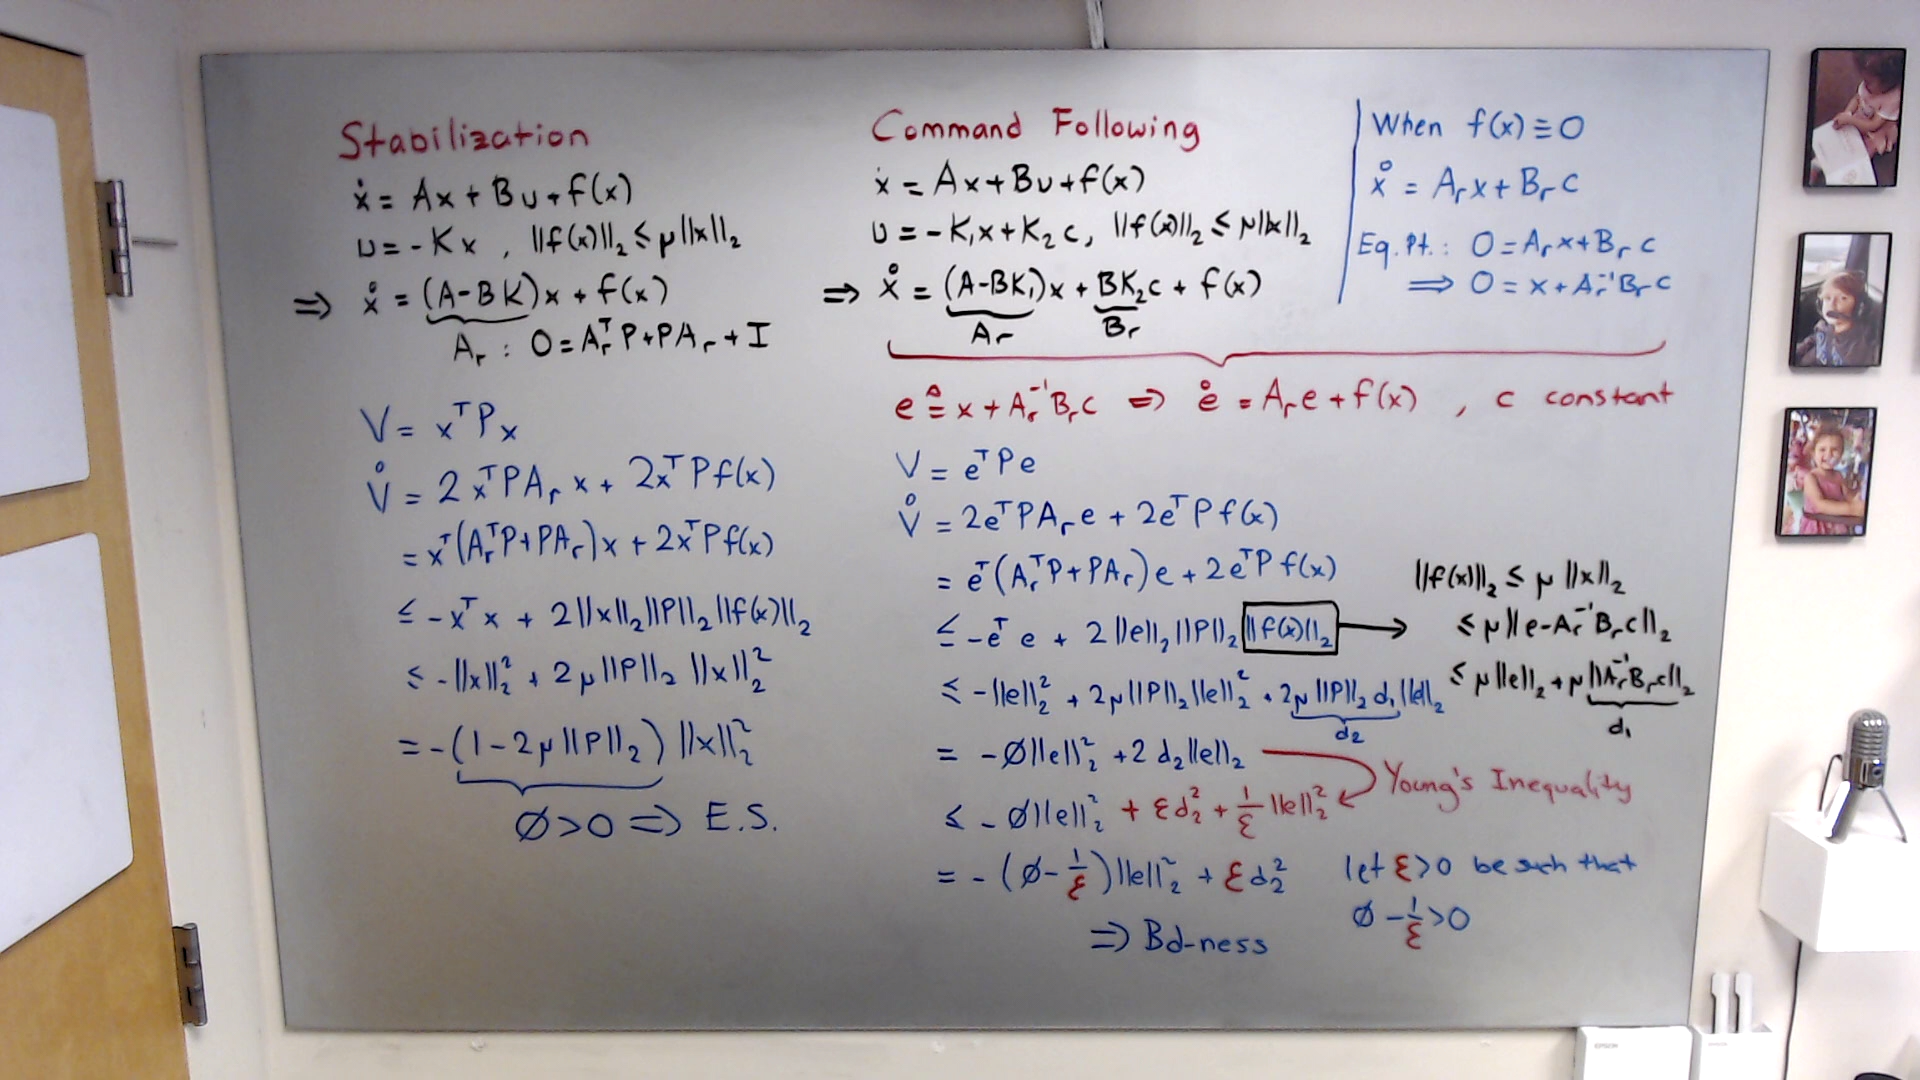 Stabilization
ẋ = Ax + Bu + f(x)
u = -Kx , ||f(x)||₂ ≤ μ||x||₂
⇒ ẋ = (A-BK)x + f(x)
Aᵣ : 0 = AᵣᵀP + PAᵣ + I
V = xᵀPx
V̇ = 2xᵀPAᵣx + 2xᵀPf(x)
= xᵀ(AᵣᵀP + PAᵣ)x + 2xᵀPf(x)
≤ -xᵀx + 2||x||₂||P||₂||f(x)||₂
≤ -||x||₂² + 2μ||P||₂ ||x||₂²
= -(1-2μ||P||₂) ||x||₂²
∅>0 ⇒ E.S.
Command Following
ẋ = Ax + Bu + f(x)
u = -K₁x + K₂c, ||f(x)||₂ ≤ μ||x||₂
⇒ ẋ = (A-BK₁)x + BK₂c + f(x)
Aᵣ Bᵣ
When f(x) ≡ 0
ẋ = Aᵣx + Bᵣc
Eq. Pt. : 0 = Aᵣx + Bᵣc
⇒ 0 = x + Aᵣ⁻¹Bᵣc
e ≜ x + Aᵣ⁻¹Bᵣc ⇒ ė = Aᵣe + f(x) , c constant
V = eᵀPe
V̇ = 2eᵀPAᵣe + 2eᵀPf(x)
= eᵀ(AᵣᵀP + PAᵣ)e + 2eᵀPf(x)
≤ -eᵀe + 2||e||₂||P||₂ ||f(x)||₂ →
||f(x)||₂ ≤ μ||x||₂
≤ μ||e - Aᵣ⁻¹Bᵣc||₂
≤ μ||e||₂ + μ||Aᵣ⁻¹Bᵣc||₂
d₁
≤ -||e||₂² + 2μ||P||₂||e||₂² + 2μ||P||₂d₁||e||₂
d₂
= -∅||e||₂² + 2d₂||e||₂
Young's Inequality
≤ -∅||e||₂² + εd₂² + 1/ε ||e||₂²
= -(∅ - 1/ε)||e||₂² + εd₂²
let ε>0 be such that
∅ - 1/ε > 0
⇒ Bd-ness
EPSON